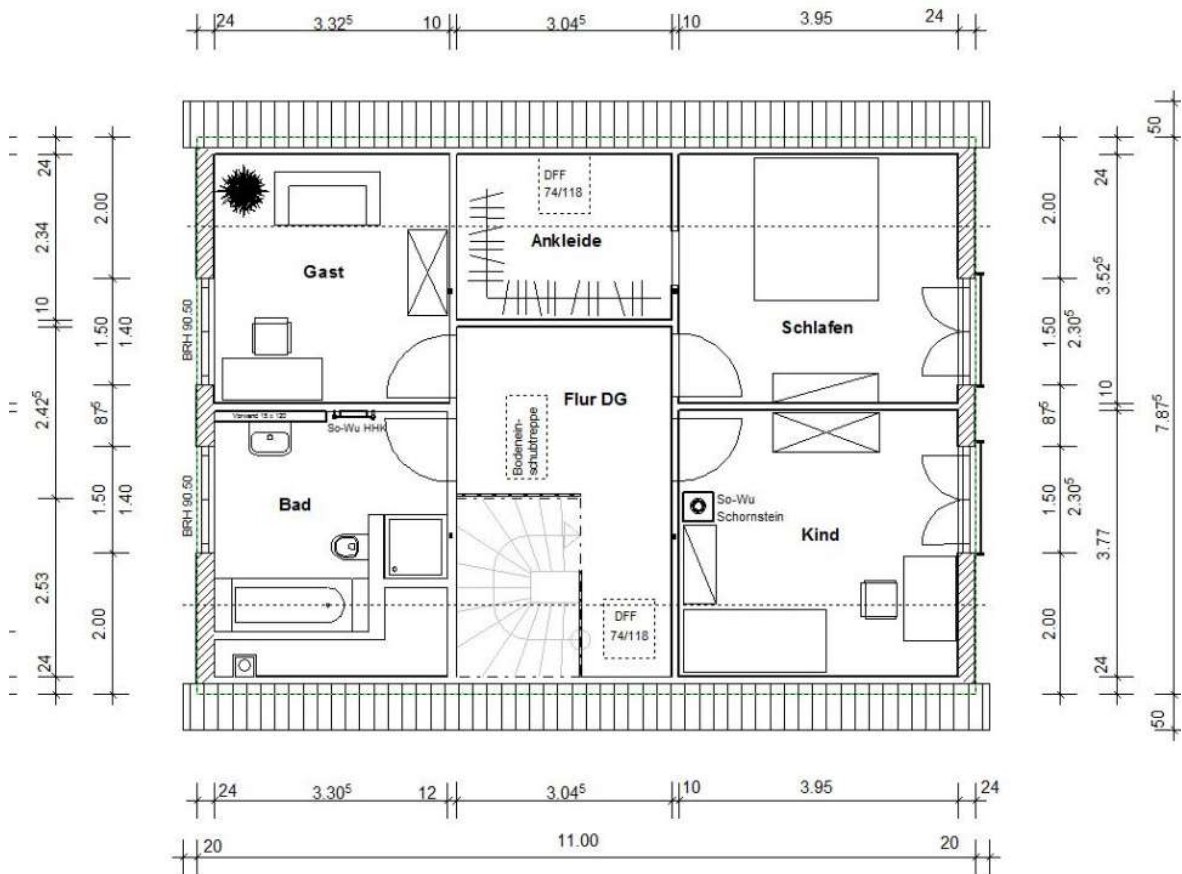 24 3.32⁵ 10 3.04⁵ 10 3.95 24
50
24
2.34
10
2.42⁵
2.53
24
2.00
1.50
1.40
87⁵
1.50
1.40
2.00
BRH 90.50
BRH 90.50
Gast
DFF
74/118
Ankleide
Schlafen
Flur DG
Bodenein-
schubtreppe
Vorwand 15 x 120
So-Wu HHK
Bad
So-Wu
Schornstein
Kind
DFF
74/118
2.00
1.50
2.30⁵
87⁵
1.50
2.30⁵
2.00
24
3.52⁵
10
3.77
24
7.87⁵
50
24 3.30⁵ 12 3.04⁵ 10 3.95 24
11.00
20 20